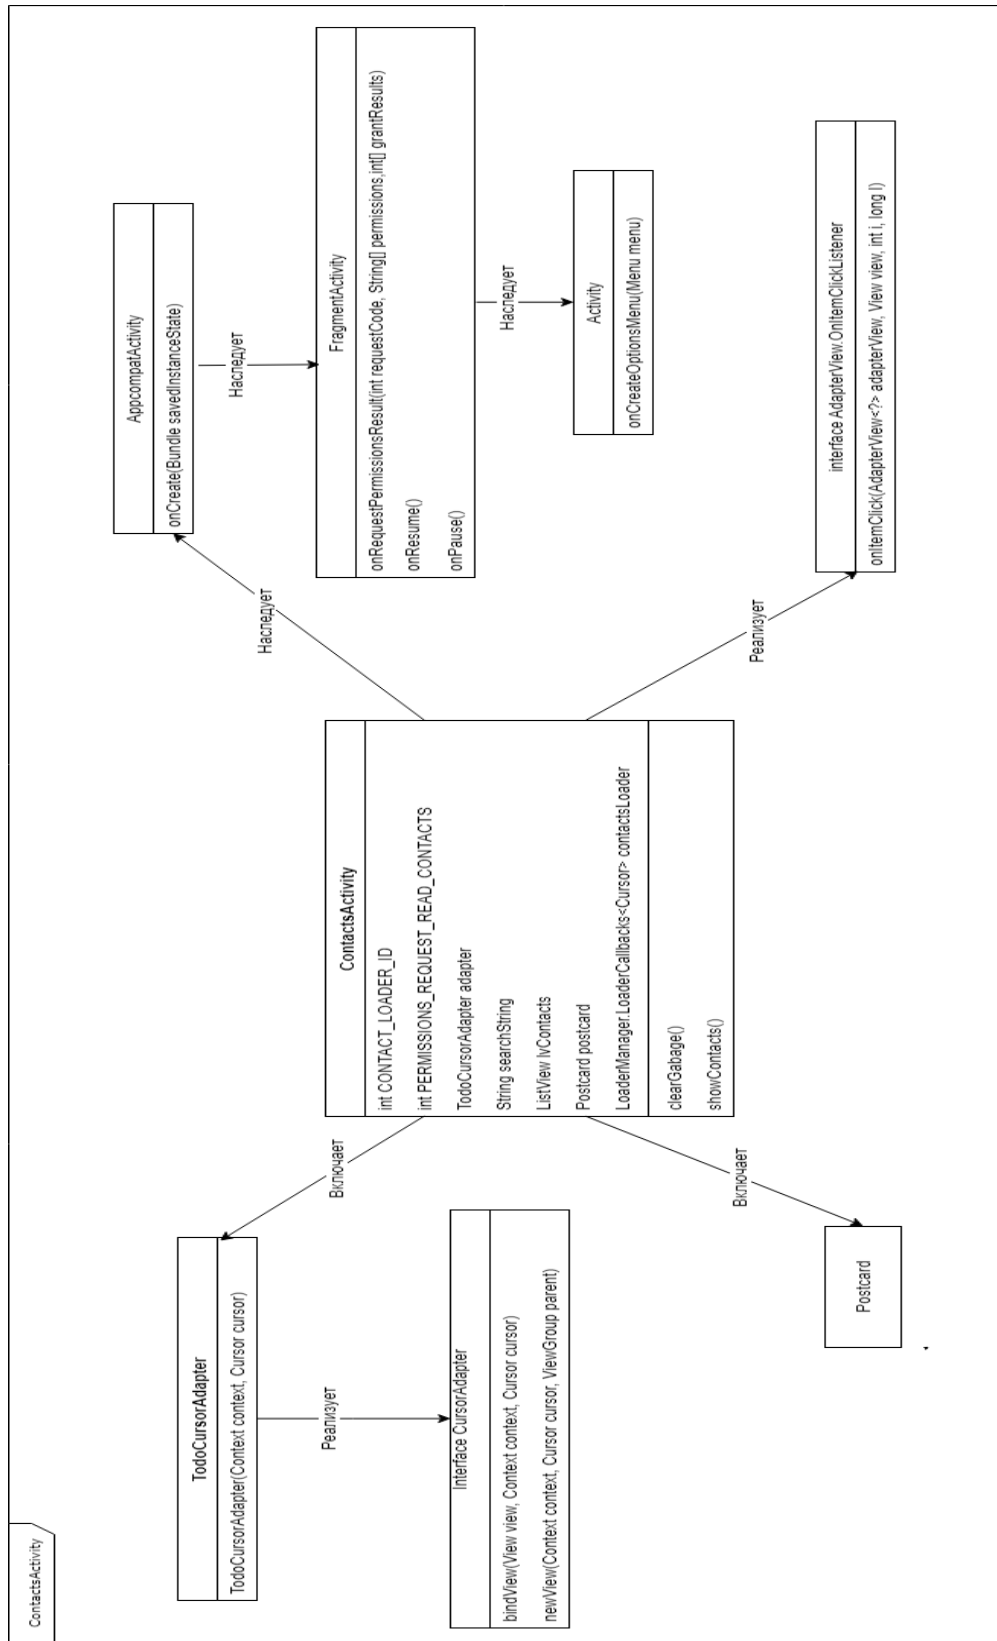 ContactsActivity
TodoCursorAdapter
TodoCursorAdapter(Context context, Cursor cursor)
Реализует
Interface CursorAdapter
bindView(View view, Context context, Cursor cursor)
newView(Context context, Cursor cursor, ViewGroup parent)
Включает
Включает
Postcard
ContactsActivity
int CONTACT_LOADER_ID
int PERMISSIONS_REQUEST_READ_CONTACTS
TodoCursorAdapter adapter
String searchString
ListView lvContacts
Postcard postcard
LoaderManager.LoaderCallbacks<Cursor> contactsLoader
clearGabage()
showContacts()
Наследует
Реализует
AppcompatActivity
onCreate(Bundle savedInstanceState)
Наследует
FragmentActivity
onRequestPermissionsResult(int requestCode, String[] permissions,int[] grantResults)
onResume()
onPause()
Наследует
Activity
onCreateOptionsMenu(Menu menu)
interface AdapterView.OnItemClickListener
onItemClick(AdapterView<?> adapterView, View view, int i, long l)